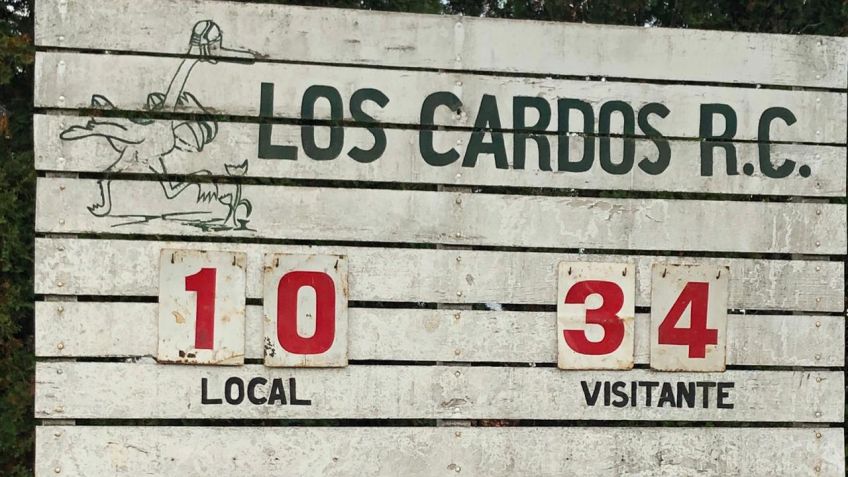 LOS CARDOS R.C.
10 34
LOCAL VISITANTE